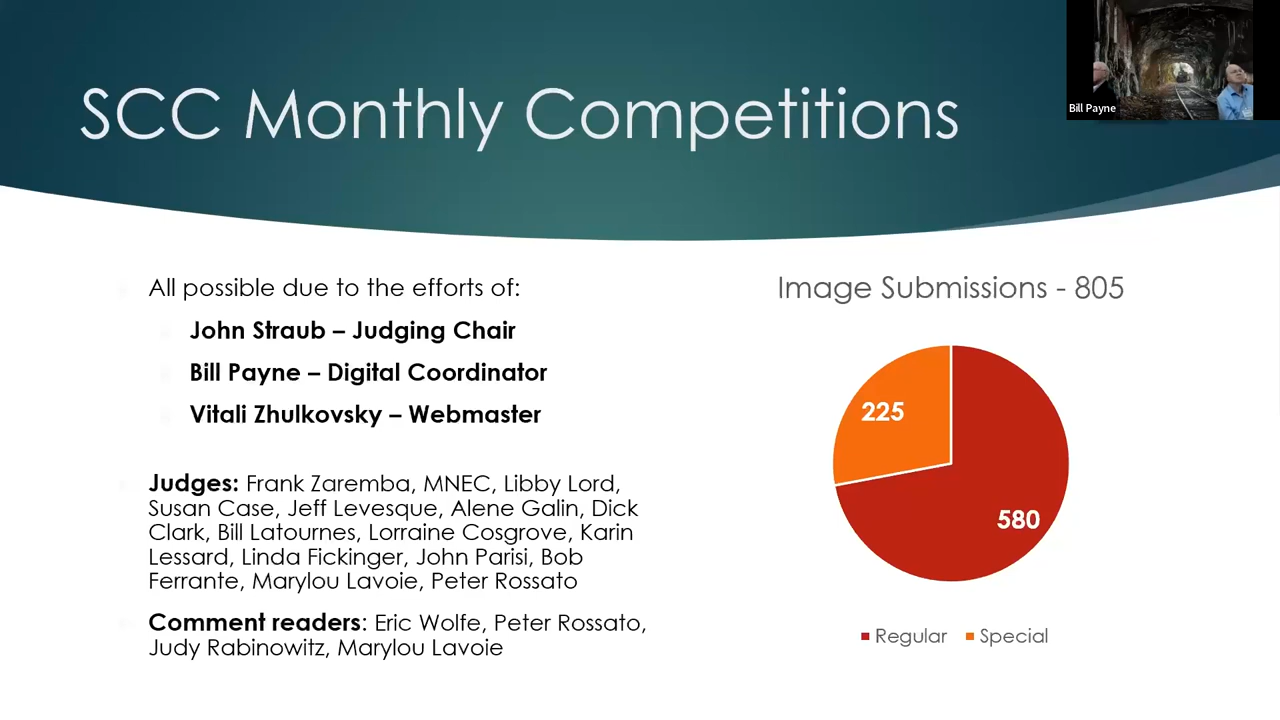 SCC Monthly Competitions
Bill Payne
All possible due to the efforts of:
John Straub – Judging Chair
Bill Payne – Digital Coordinator
Vitali Zhulkovsky – Webmaster
Judges: Frank Zaremba, MNEC, Libby Lord,
Susan Case, Jeff Levesque, Alene Galin, Dick
Clark, Bill Latournes, Lorraine Cosgrove, Karin
Lessard, Linda Fickinger, John Parisi, Bob
Ferrante, Marylou Lavoie, Peter Rossato
Comment readers: Eric Wolfe, Peter Rossato,
Judy Rabinowitz, Marylou Lavoie
Image Submissions - 805
225
580
Regular Special